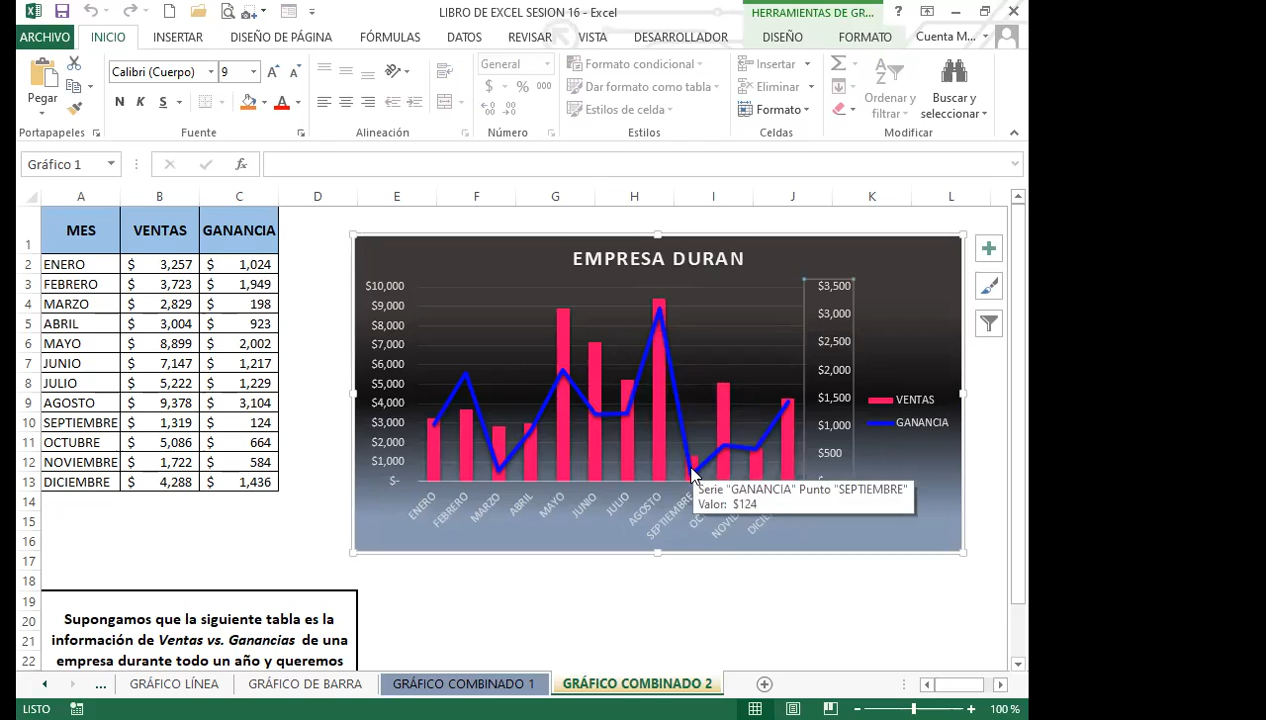 LIBRO DE EXCEL SESION 16 - Excel
HERRAMIENTAS DE GR...
?
ARCHIVO INICIO INSERTAR DISEÑO DE PÁGINA FÓRMULAS DATOS REVISAR VISTA DESARROLLADOR DISEÑO FORMATO Cuenta M...
Pegar
Calibri (Cuerpo) 9
N K S
General
$ % 000
Formato condicional
Dar formato como tabla
Estilos de celda
Insertar
Eliminar
Formato
Ordenar y filtrar
Buscar y seleccionar
Portapapeles Fuente Alineación Número Estilos Celdas Modificar
Gráfico 1
fx
A B C D E F G H I J K L
1 MES VENTAS GANANCIA
2 ENERO $ 3,257 $ 1,024
3 FEBRERO $ 3,723 $ 1,949
4 MARZO $ 2,829 $ 198
5 ABRIL $ 3,004 $ 923
6 MAYO $ 8,899 $ 2,002
7 JUNIO $ 7,147 $ 1,217
8 JULIO $ 5,222 $ 1,229
9 AGOSTO $ 9,378 $ 3,104
10 SEPTIEMBRE $ 1,319 $ 124
11 OCTUBRE $ 5,086 $ 664
12 NOVIEMBRE $ 1,722 $ 584
13 DICIEMBRE $ 4,288 $ 1,436
14
15
16
17
18
19
20
21
22
EMPRESA DURAN
$10,000
$9,000
$8,000
$7,000
$6,000
$5,000
$4,000
$3,000
$2,000
$1,000
$-
$3,500
$3,000
$2,500
$2,000
$1,500
$1,000
$500
VENTAS
GANANCIA
ENERO FEBRERO MARZO ABRIL MAYO JUNIO JULIO AGOSTO SEPTIEMBRE
Serie "GANANCIA" Punto "SEPTIEMBRE"
Valor: $124
Supongamos que la siguiente tabla es la
información de Ventas vs. Ganancias de una
empresa durante todo un año y queremos
... GRÁFICO LÍNEA GRÁFICO DE BARRA GRÁFICO COMBINADO 1 GRÁFICO COMBINADO 2
LISTO
100 %